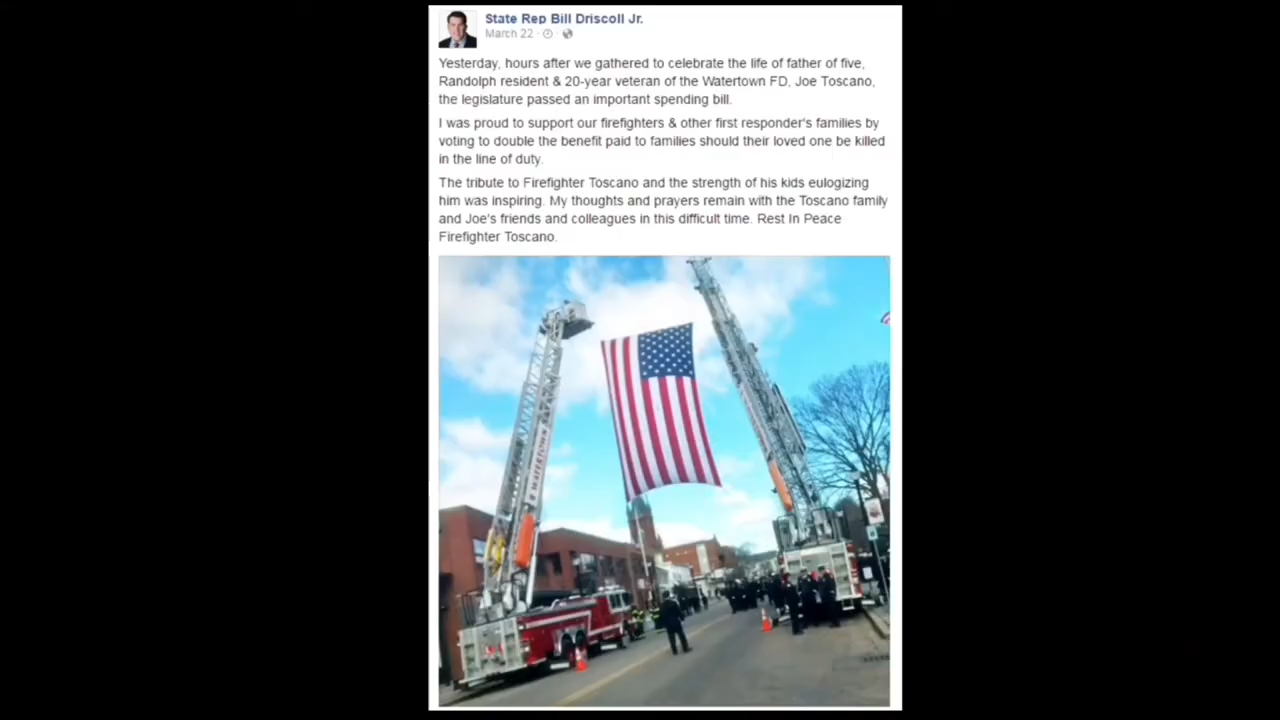 State Rep Bill Driscoll Jr.
March 22
Yesterday, hours after we gathered to celebrate the life of father of five,
Randolph resident & 20-year veteran of the Watertown FD, Joe Toscano,
the legislature passed an important spending bill.
I was proud to support our firefighters & other first responder's families by
voting to double the benefit paid to families should their loved one be killed
in the line of duty.
The tribute to Firefighter Toscano and the strength of his kids eulogizing
him was inspiring. My thoughts and prayers remain with the Toscano family
and Joe's friends and colleagues in this difficult time. Rest In Peace
Firefighter Toscano.
WATERTOWN